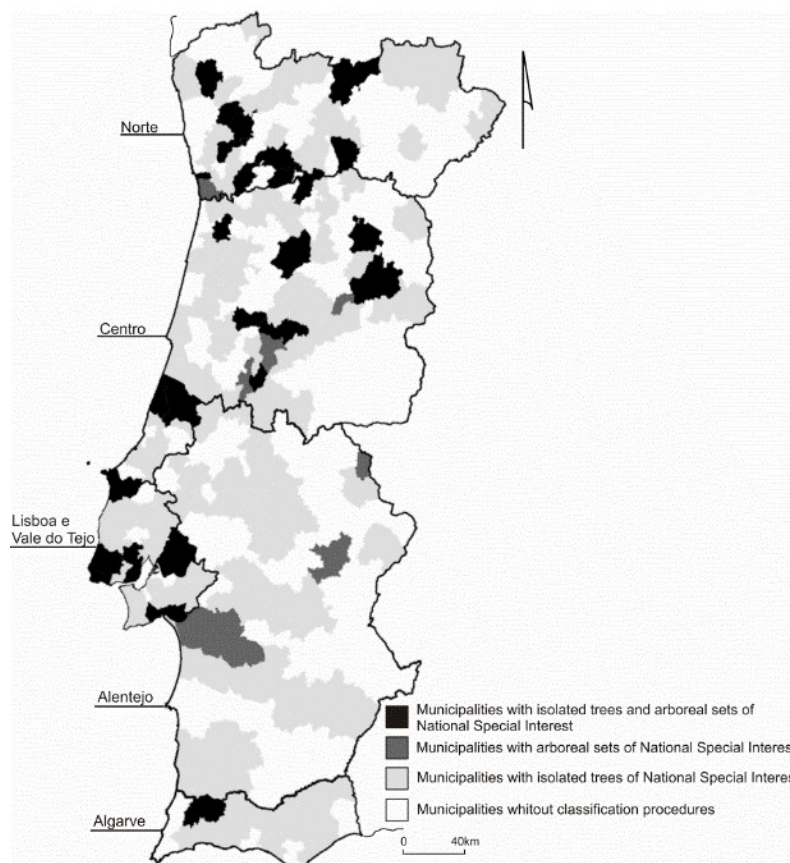 Norte
Centro
Lisboa e
Vale do Tejo
Alentejo
Algarve
Municipalities with isolated trees and arboreal sets of
National Special Interest
Municipalities with arboreal sets of National Special Interes
Municipalities with isolated trees of National Special Interes
Municipalities whitout classification procedures
0 40km